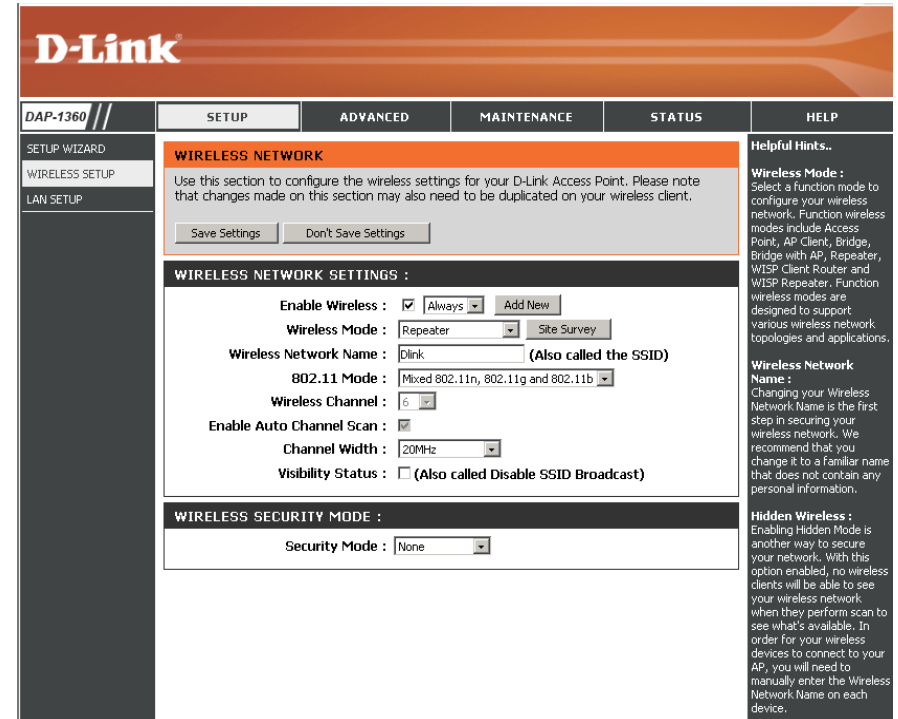 D-Link®
DAP-1360
SETUP
ADVANCED
MAINTENANCE
STATUS
HELP
SETUP WIZARD
WIRELESS SETUP
LAN SETUP
WIRELESS NETWORK
Use this section to configure the wireless settings for your D-Link Access Point. Please note
that changes made on this section may also need to be duplicated on your wireless client.
Save Settings
Don't Save Settings
WIRELESS NETWORK SETTINGS :
Enable Wireless : Always Add New
Wireless Mode : Repeater Site Survey
Wireless Network Name : Dlink (Also called the SSID)
802.11 Mode : Mixed 802.11n, 802.11g and 802.11b
Wireless Channel : 6
Enable Auto Channel Scan :
Channel Width : 20MHz
Visibility Status : (Also called Disable SSID Broadcast)
WIRELESS SECURITY MODE :
Security Mode : None
Helpful Hints..
Wireless Mode :
Select a function mode to
configure your wireless
network. Function wireless
modes include Access
Point, AP Client, Bridge,
Bridge with AP, Repeater,
WISP Client Router and
WISP Repeater. Function
wireless modes are
designed to support
various wireless network
topologies and applications.
Wireless Network
Name :
Changing your Wireless
Network Name is the first
step in securing your
wireless network. We
recommend that you
change it to a familiar name
that does not contain any
personal information.
Hidden Wireless :
Enabling Hidden Mode is
another way to secure
your network. With this
option enabled, no wireless
clients will be able to see
your wireless network
when they perform scan to
see what's available. In
order for your wireless
devices to connect to your
AP, you will need to
manually enter the Wireless
Network Name on each
device.